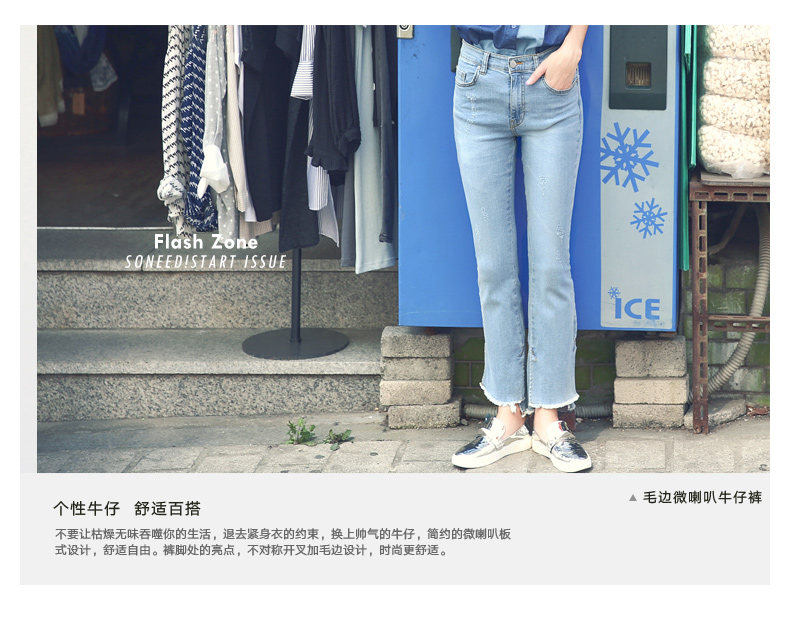 Flash Zone
SONEED!START ISSUE
ICE
▲ 毛边微喇叭牛仔裤
个性牛仔 舒适百搭
不要让枯燥无味吞噬你的生活，退去紧身衣的约束，换上帅气的牛仔，简约的微喇叭板
式设计，舒适自由。裤脚处的亮点，不对称开叉加毛边设计，时尚更舒适。